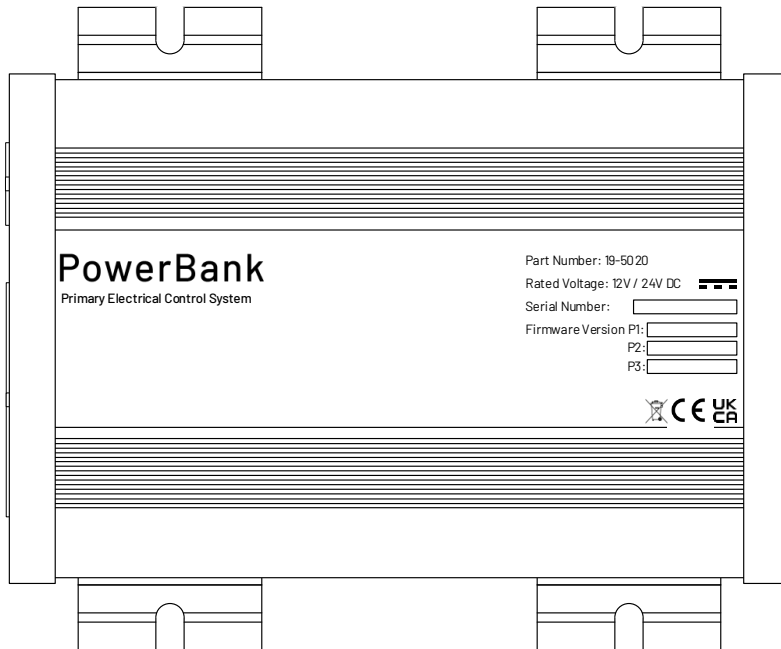 PowerBank
Primary Electrical Control System
Part Number: 19-5020
Rated Voltage: 12V / 24V DC
Serial Number:
Firmware Version P1:
P2:
P3:
CE UK
CA